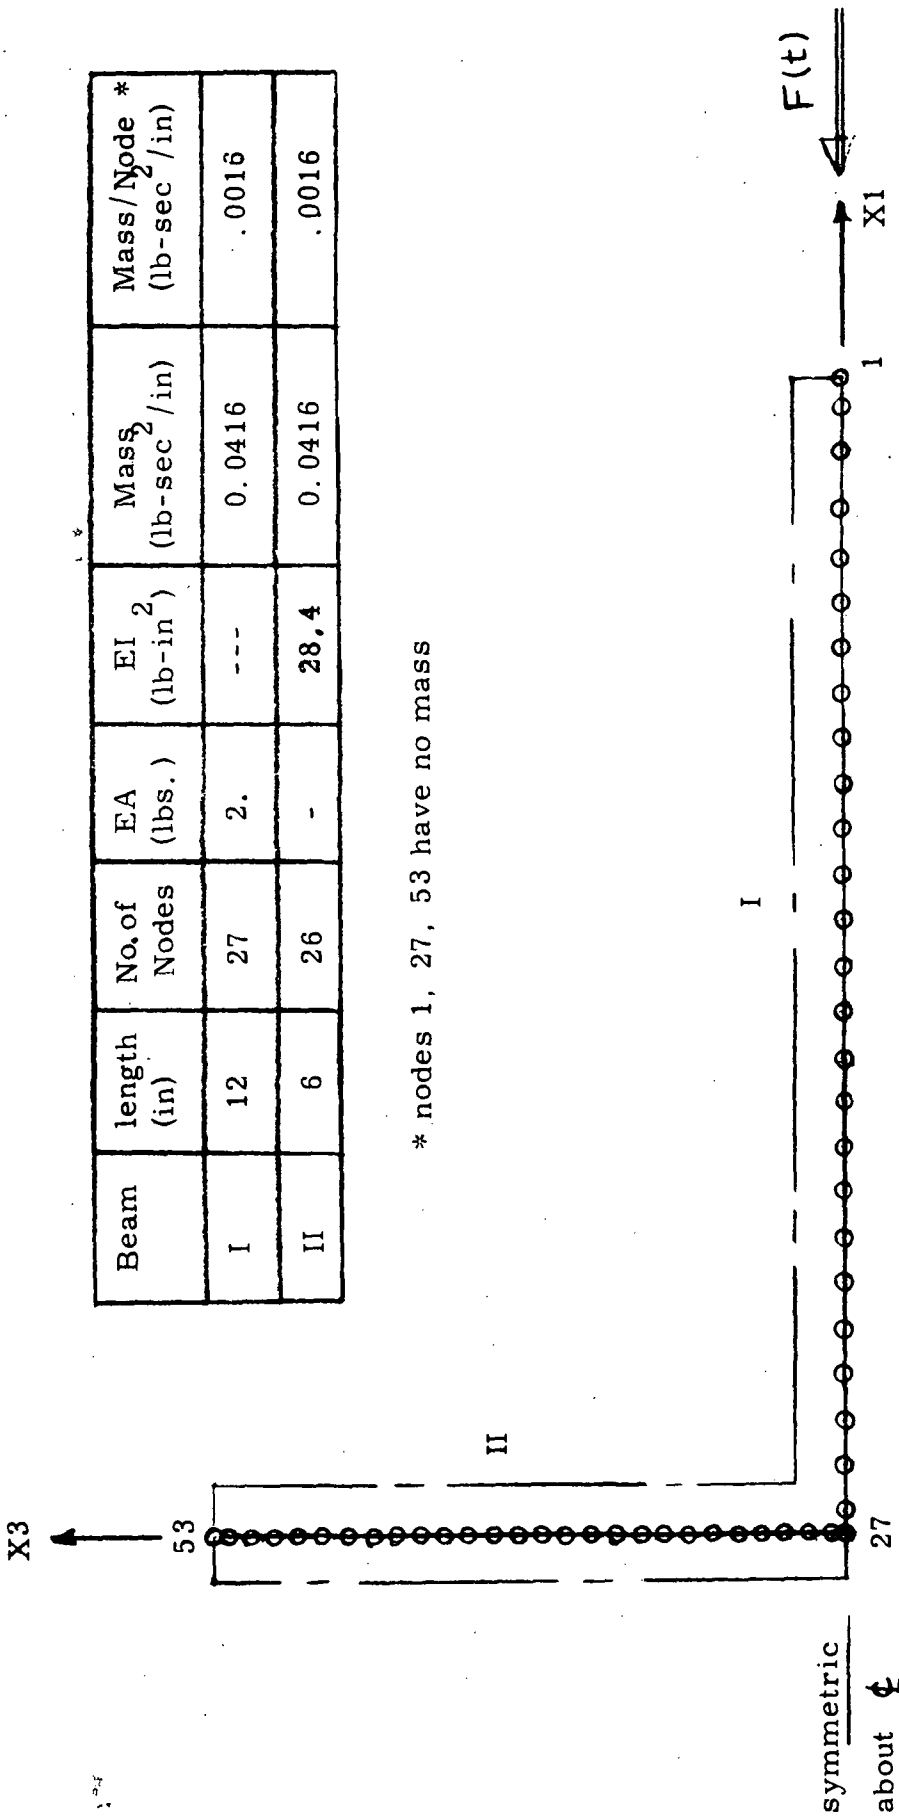 Beam length (in) No. of Nodes EA (lbs.) EI (lb-in²) Mass (lb-sec²/in) Mass/Node * (lb-sec²/in)
I 12 27 2. --- 0.0416 .0016
II 6 26 - 28.4 0.0416 .0016
* nodes 1, 27, 53 have no mass
X3
53
II
I
F(t)
X1
1
27
symmetric
about ℄